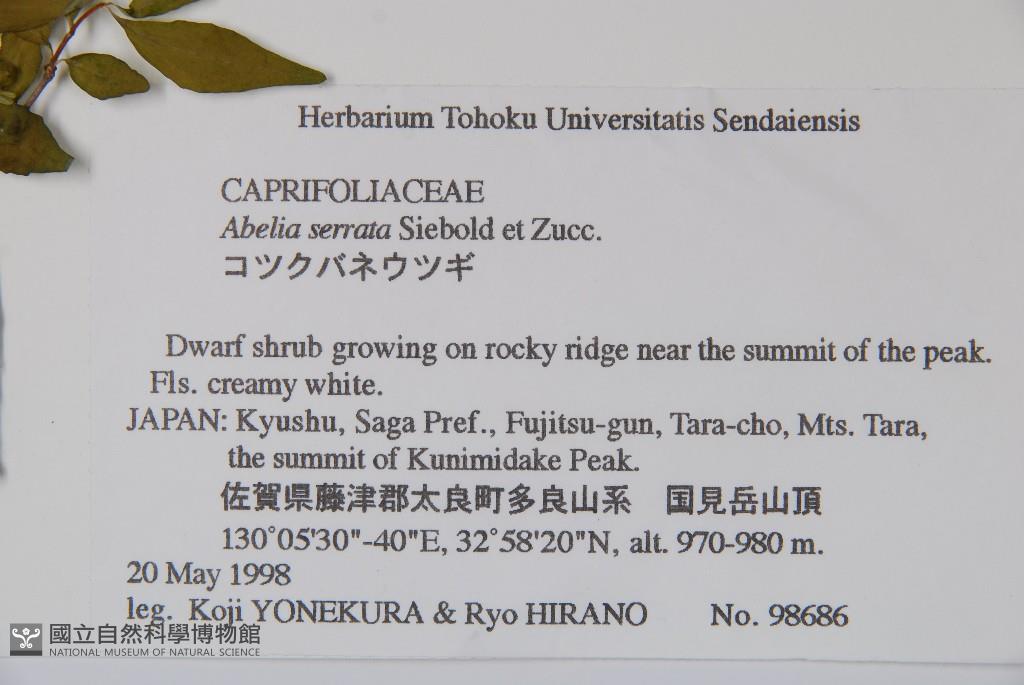 Herbarium Tohoku Universitatis Sendaiensis
CAPRIFOLIACEAE
Abelia serrata Siebold et Zucc.
コツクバネウツギ
Dwarf shrub growing on rocky ridge near the summit of the peak.
Fls. creamy white.
JAPAN: Kyushu, Saga Pref., Fujitsu-gun, Tara-cho, Mts. Tara,
the summit of Kunimidake Peak.
佐賀県藤津郡太良町多良山系 国見岳山頂
130°05'30"-40"E, 32°58'20"N, alt. 970-980 m.
20 May 1998
leg. Koji YONEKURA & Ryo HIRANO No. 98686
國立自然科學博物館
NATIONAL MUSEUM OF NATURAL SCIENCE